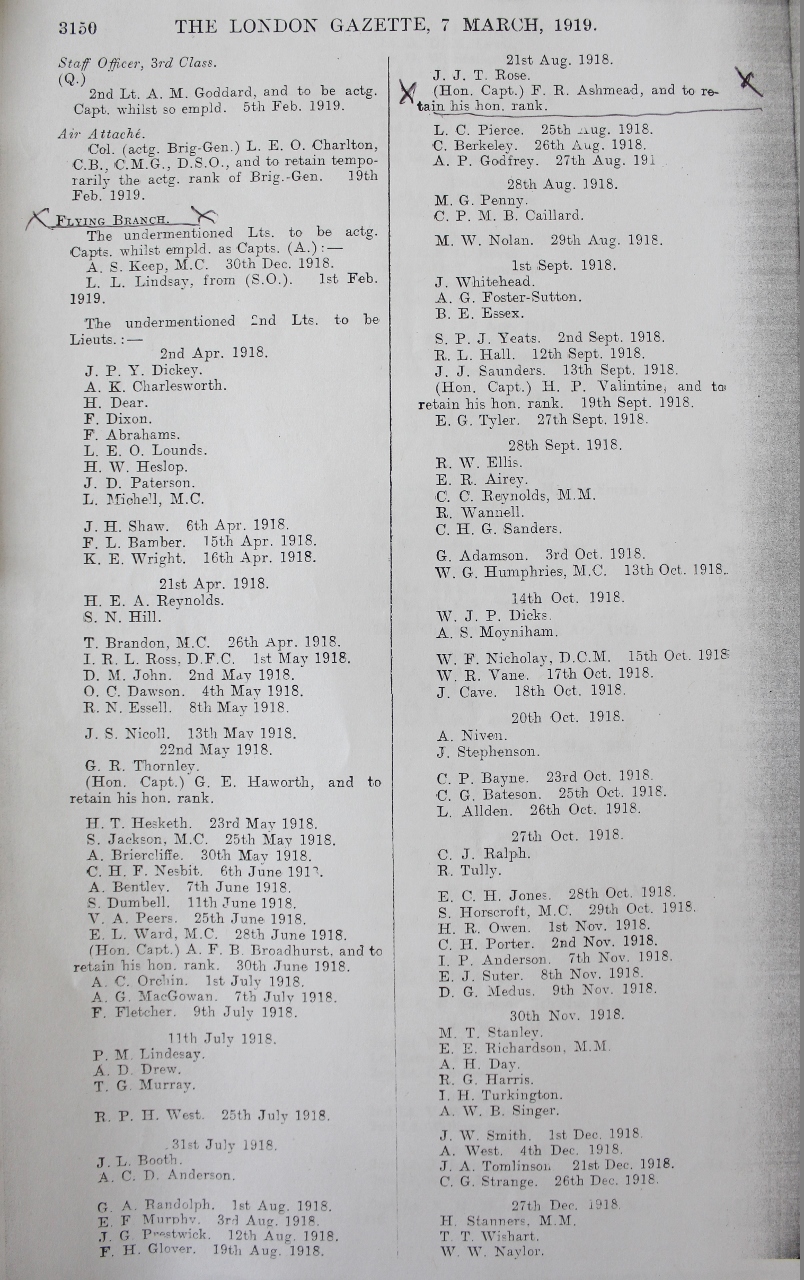 3150 THE LONDON GAZETTE, 7 MARCH, 1919.
Staff Officer, 3rd Class.
(Q.)
2nd Lt. A. M. Goddard, and to be actg.
Capt. whilst so empld. 5th Feb. 1919.
Air Attaché.
Col. (actg. Brig-Gen.) L. E. O. Charlton,
C.B., C.M.G., D.S.O., and to retain tempo-
rarily the actg. rank of Brig.-Gen. 19th
Feb. 1919.
FLYING BRANCH.
The undermentioned Lts. to be actg.
Capts. whilst empld. as Capts. (A.):—
A. S. Keep, M.C. 30th Dec. 1918.
L. L. Lindsay, from (S.O.). 1st Feb.
1919.
The undermentioned 2nd Lts. to be
Lieuts.:—
2nd Apr. 1918.
J. P. Y. Dickey.
A. K. Charlesworth.
H. Dear.
F. Dixon.
F. Abrahams.
L. E. O. Lounds.
H. W. Heslop.
J. D. Paterson.
L. Michell, M.C.
J. H. Shaw. 6th Apr. 1918.
F. L. Bamber. 15th Apr. 1918.
K. E. Wright. 16th Apr. 1918.
21st Apr. 1918.
H. E. A. Reynolds.
S. N. Hill.
T. Brandon, M.C. 26th Apr. 1918.
I. R. L. Ross, D.F.C. 1st May 1918.
D. M. John. 2nd May 1918.
O. C. Dawson. 4th May 1918.
R. N. Essell. 8th May 1918.
J. S. Nicoll. 13th May 1918.
22nd May 1918.
G. R. Thornley.
(Hon. Capt.) G. E. Haworth, and to
retain his hon. rank.
H. T. Hesketh. 23rd May 1918.
S. Jackson, M.C. 25th May 1918.
A. Briercliffe. 30th May 1918.
C. H. F. Nesbit. 6th June
A. Bentley. 7th June 1918.
S. Dumbell. 11th June 1918.
V. A. Peers. 25th June 1918.
E. L. Ward, M.C. 28th June 1918.
(Hon. Capt.) A. F. B. Broadhurst, and to
retain his hon. rank. 30th June 1918.
A. C. Orchin. 1st July 1918.
A. G. MacGowan. 7th July 1918.
F. Fletcher. 9th July 1918.
11th July 1918.
P. M. Lindesay.
A. D. Drew.
T. G. Murray.
R. P. H. West. 25th July 1918.
31st July 1918.
J. L. Booth.
A. C. D. Anderson.
G. A. Randolph. 1st Aug. 1918.
E. F. Murphy. 3rd Aug. 1918.
J. G. Prestwick. 12th Aug. 1918.
F. H. Glover. 19th Aug. 1918.
21st Aug. 1918.
J. J. T. Rose.
(Hon. Capt.) F. R. Ashmead, and to re-
tain his hon. rank.
L. C. Pierce. 25th Aug. 1918.
C. Berkeley. 26th Aug. 1918.
A. P. Godfrey. 27th Aug. 191
28th Aug. 1918.
M. G. Penny.
C. P. M. B. Caillard.
M. W. Nolan. 29th Aug. 1918.
1st Sept. 1918.
J. Whitehead.
A. G. Foster-Sutton.
B. E. Essex.
S. P. J. Yeats. 2nd Sept. 1918.
R. L. Hall. 12th Sept. 1918.
J. J. Saunders. 13th Sept. 1918.
(Hon. Capt.) H. P. Valintine, and to
retain his hon. rank. 19th Sept. 1918.
E. G. Tyler. 27th Sept. 1918.
28th Sept. 1918.
R. W. Ellis.
E. R. Airey.
C. C. Reynolds, M.M.
R. Wannell.
C. H. G. Sanders.
G. Adamson. 3rd Oct. 1918.
W. G. Humphries, M.C. 13th Oct. 1918.
14th Oct. 1918.
W. J. P. Dicks.
A. S. Moyniham.
W. F. Nicholay, D.C.M. 15th Oct. 1918
W. R. Vane. 17th Oct. 1918.
J. Cave. 18th Oct. 1918.
20th Oct. 1918.
A. Niven.
J. Stephenson.
C. P. Bayne. 23rd Oct. 1918.
C. G. Bateson. 25th Oct. 1918.
L. Allden. 26th Oct. 1918.
27th Oct. 1918.
C. J. Ralph.
R. Tully.
E. C. H. Jones. 28th Oct. 1918.
S. Horscroft, M.C. 29th Oct. 1918.
H. R. Owen. 1st Nov. 1918.
C. H. Porter. 2nd Nov. 1918.
I. P. Anderson. 7th Nov. 1918.
E. J. Suter. 8th Nov. 1918.
D. G. Medus. 9th Nov. 1918.
30th Nov. 1918.
M. T. Stanley.
E. E. Richardson, M.M.
A. H. Day.
R. G. Harris.
I. H. Turkington.
A. W. B. Singer.
J. W. Smith. 1st Dec. 1918.
A. West. 4th Dec. 1918.
J. A. Tomlinson. 21st Dec. 1918.
C. G. Strange. 26th Dec. 1918.
27th Dec. 1918.
H. Stanners, M.M.
T. T. Wishart.
W. W. Naylor.